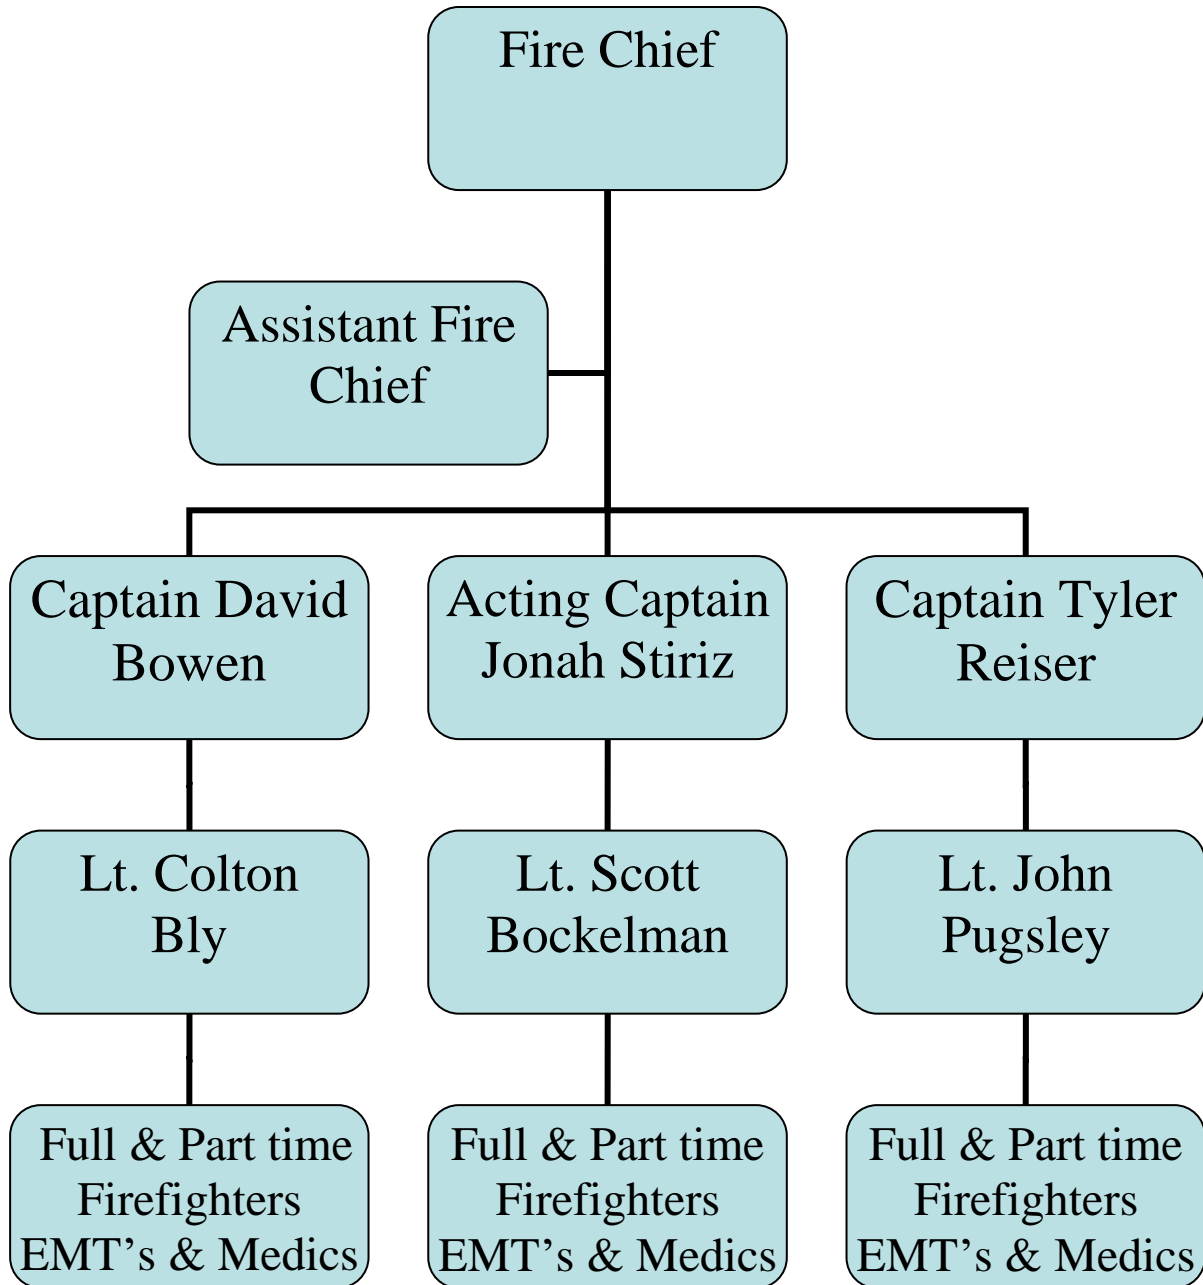 Fire Chief
Assistant Fire
Chief
Captain David
Bowen
Acting Captain
Jonah Stiriz
Captain Tyler
Reiser
Lt. Colton
Bly
Lt. Scott
Bockelman
Lt. John
Pugsley
Full & Part time
Firefighters
EMT’s & Medics
Full & Part time
Firefighters
EMT’s & Medics
Full & Part time
Firefighters
EMT’s & Medics